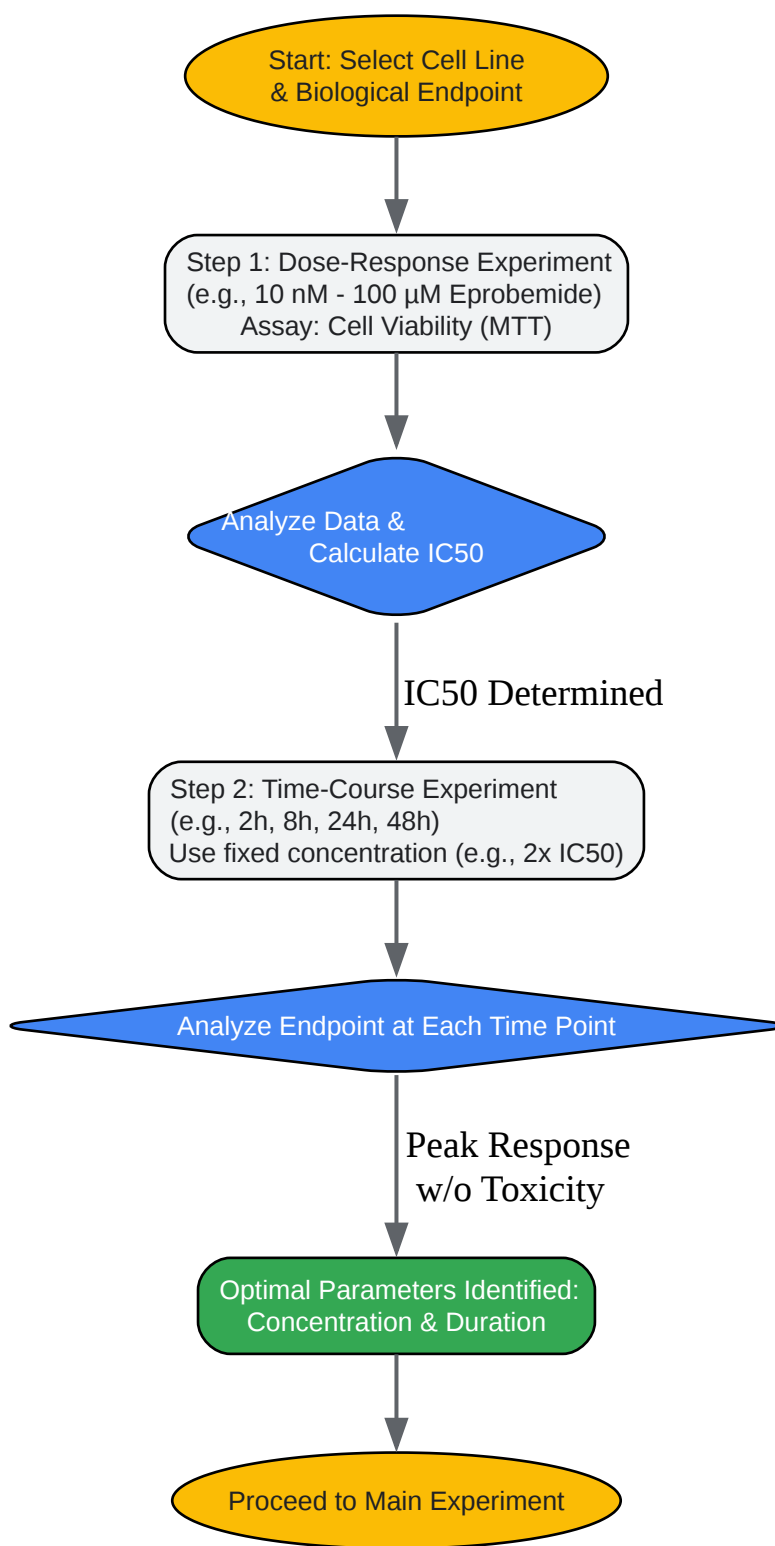 Start: Select Cell Line
& Biological Endpoint
Step 1: Dose-Response Experiment
(e.g., 10 nM - 100 µM Eprobemide)
Assay: Cell Viability (MTT)
Analyze Data &
Calculate IC50
IC50 Determined
Step 2: Time-Course Experiment
(e.g., 2h, 8h, 24h, 48h)
Use fixed concentration (e.g., 2x IC50)
Analyze Endpoint at Each Time Point
Peak Response
w/o Toxicity
Optimal Parameters Identified:
Concentration & Duration
Proceed to Main Experiment